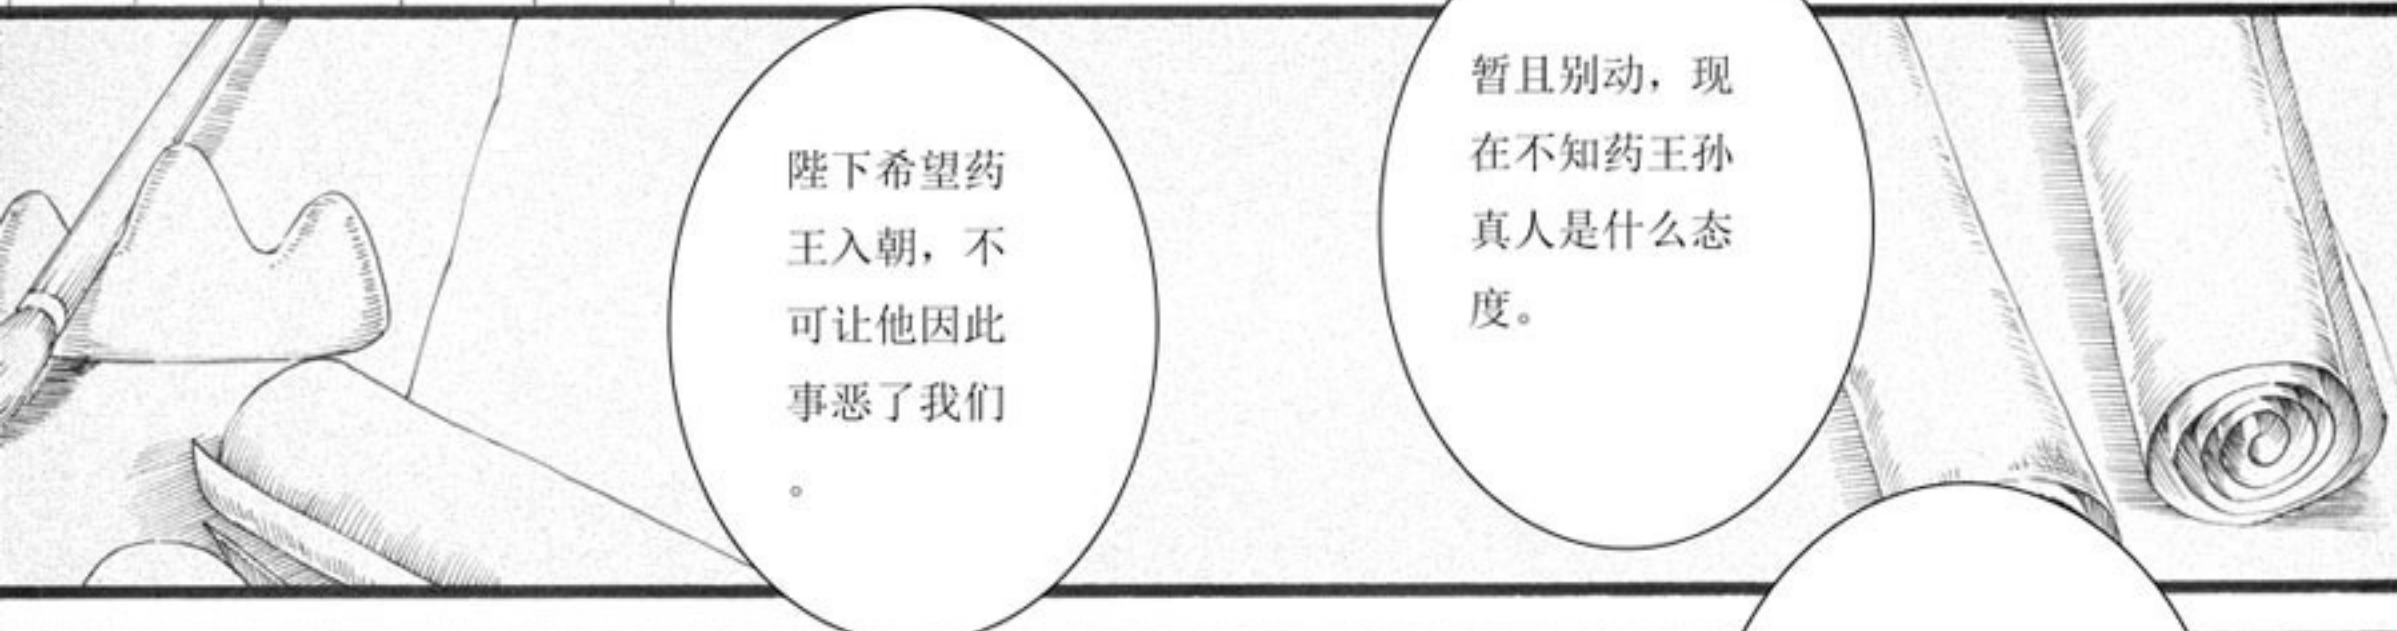 暂且别动，现
在不知药王孙
真人是什么态
度。
陛下希望药
王入朝，不
可让他因此
事恶了我们
。